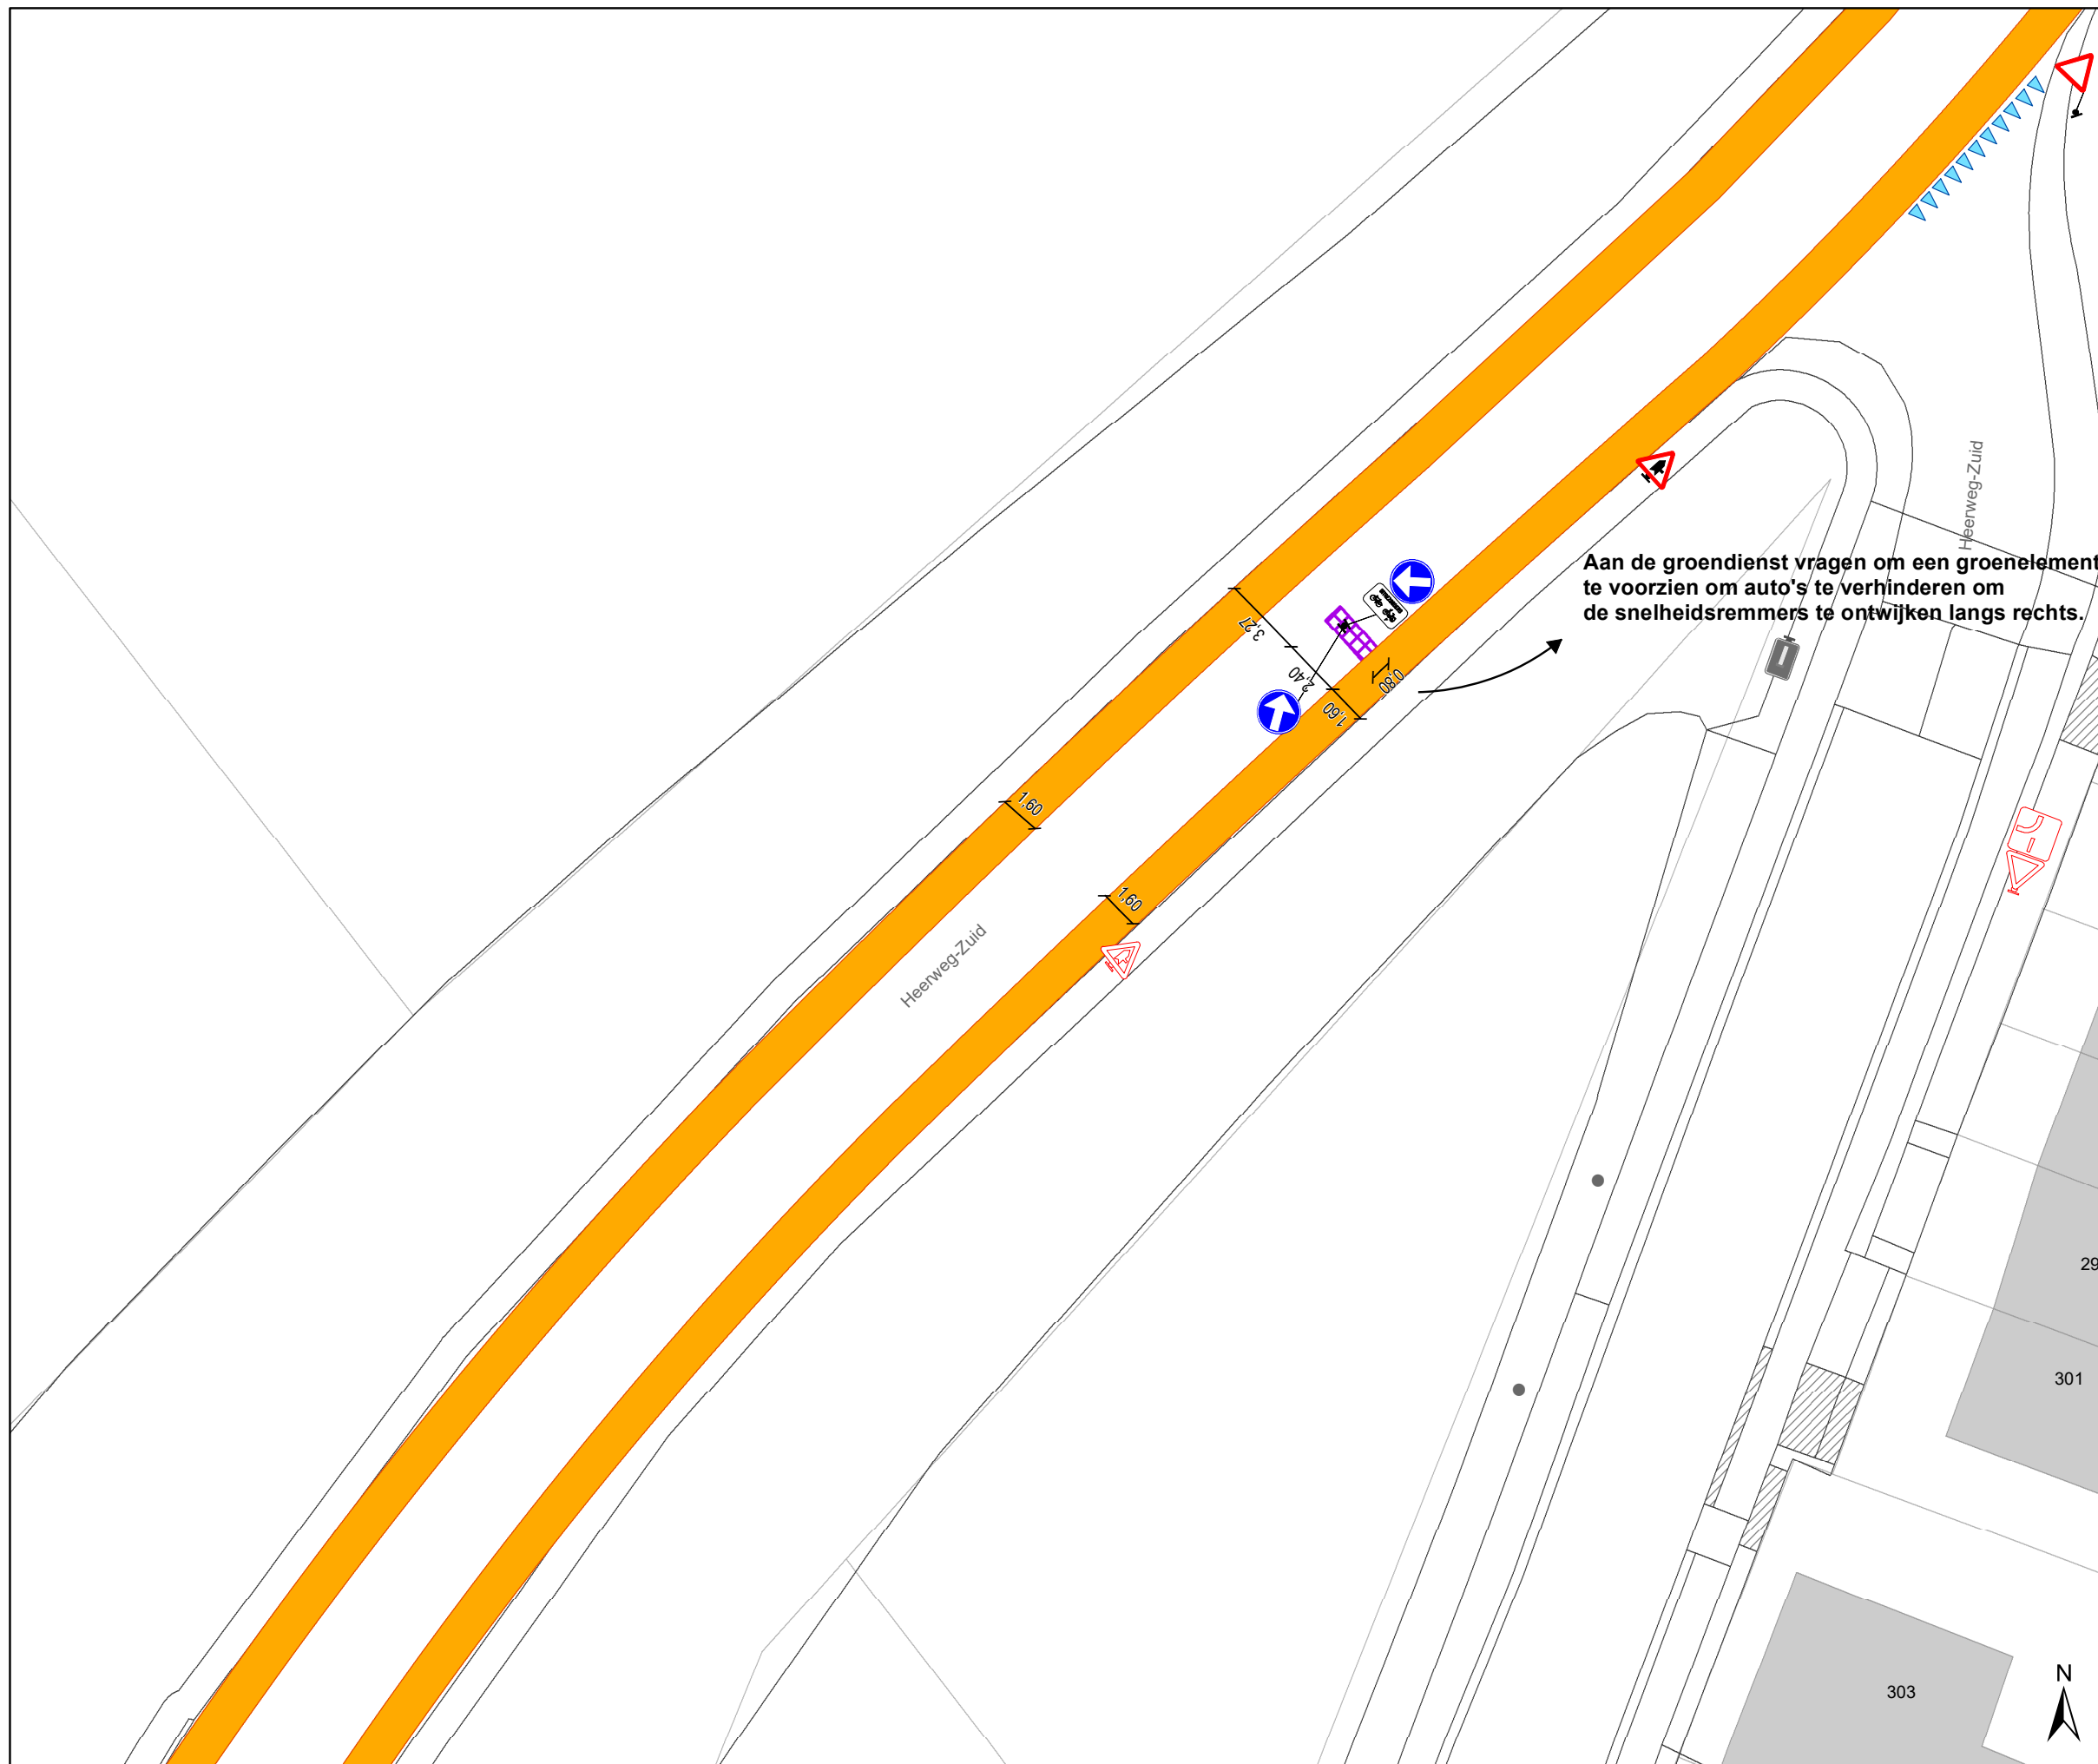 Heerweg-Zuid
Aan de groendienst vragen om een groenelement
te voorzien om auto's te verhinderen om
de snelheidsremmers te ontwijken langs rechts.
3,27
2,40
0,80
1,60
1,60
1,60
Heerweg-Zuid
29
301
303
N